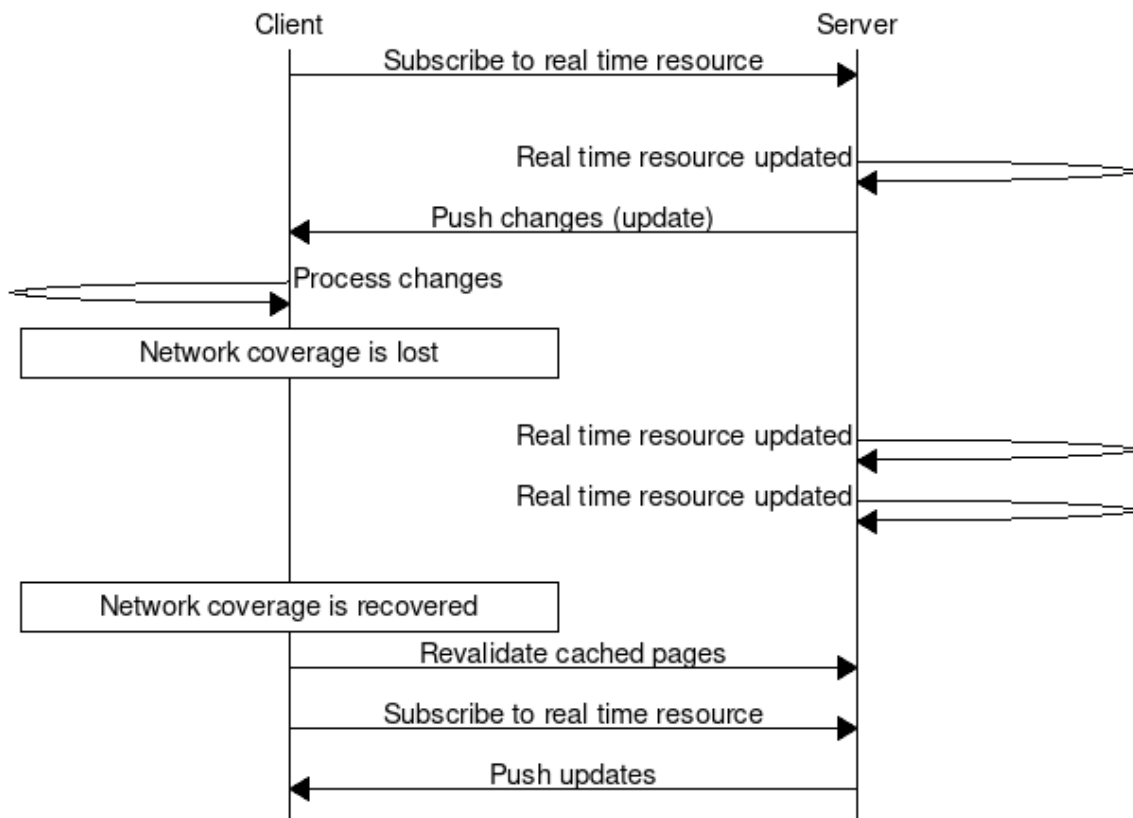 Client
Server
Subscribe to real time resource
Real time resource updated
Push changes (update)
Process changes
Network coverage is lost
Real time resource updated
Real time resource updated
Network coverage is recovered
Revalidate cached pages
Subscribe to real time resource
Push updates